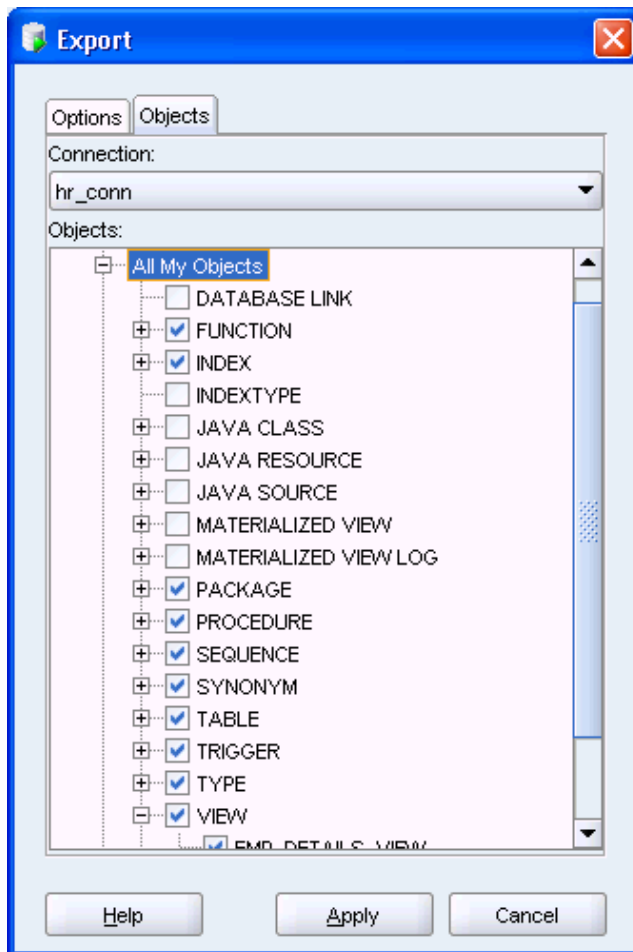 Export
Options Objects
Connection:
hr_conn
Objects:
All My Objects
DATABASE LINK
FUNCTION
INDEX
INDEXTYPE
JAVA CLASS
JAVA RESOURCE
JAVA SOURCE
MATERIALIZED VIEW
MATERIALIZED VIEW LOG
PACKAGE
PROCEDURE
SEQUENCE
SYNONYM
TABLE
TRIGGER
TYPE
VIEW
EMP_DETAILS_VIEW
Help Apply Cancel